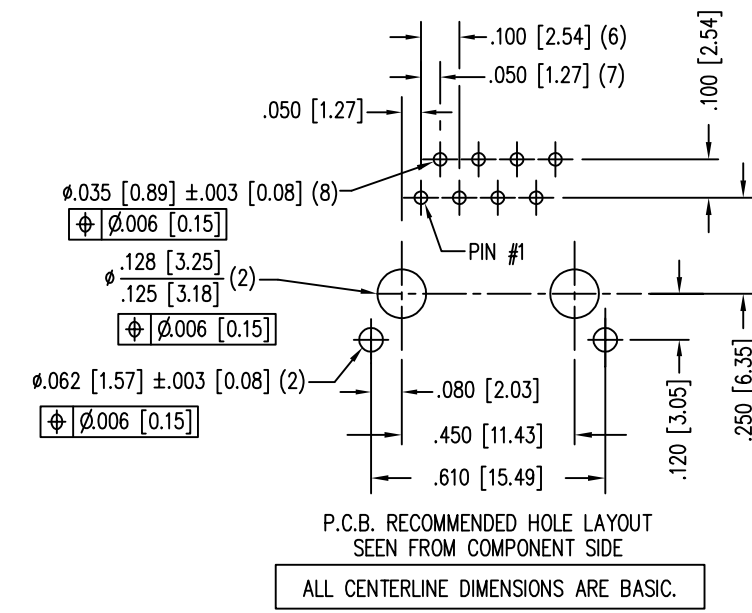 .100 [2.54] (6)
.050 [1.27] (7)
.050 [1.27]
.100 [2.54]
ø.035 [0.89] ±.003 [0.08] (8)
⌖ Ø.006 [0.15]
PIN #1
ø .128 [3.25]
.125 [3.18] (2)
⌖ Ø.006 [0.15]
ø.062 [1.57] ±.003 [0.08] (2)
⌖ Ø.006 [0.15]
.080 [2.03]
.450 [11.43]
.610 [15.49]
.120 [3.05]
.250 [6.35]
P.C.B. RECOMMENDED HOLE LAYOUT
SEEN FROM COMPONENT SIDE
ALL CENTERLINE DIMENSIONS ARE BASIC.